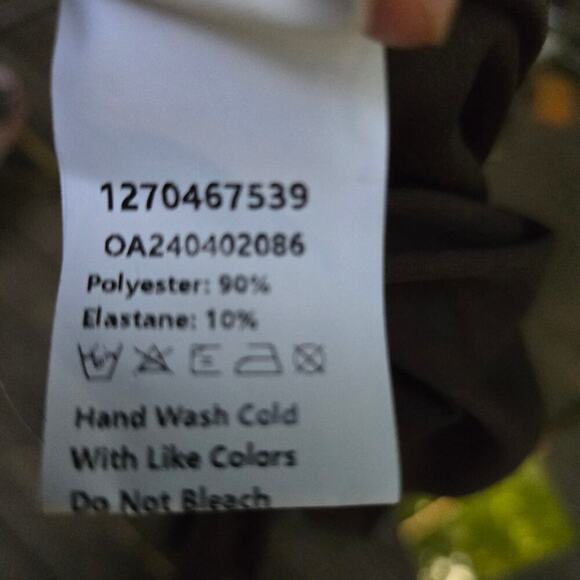 1270467539
OA240402086
Polyester: 90%
Elastane: 10%
Hand Wash Cold
With Like Colors
Do Not Bleach